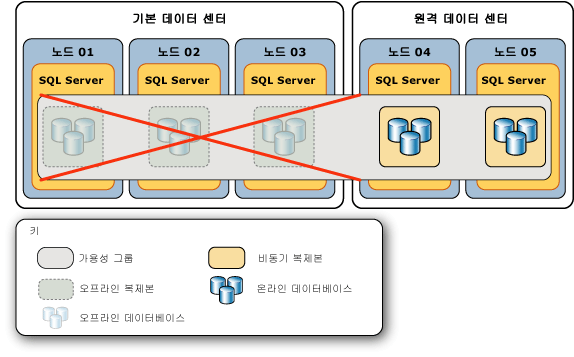 기본 데이터 센터
원격 데이터 센터
노드 01
노드 02
노드 03
노드 04
노드 05
SQL Server
SQL Server
SQL Server
SQL Server
SQL Server
키
가용성 그룹
비동기 복제본
오프라인 복제본
온라인 데이터베이스
오프라인 데이터베이스